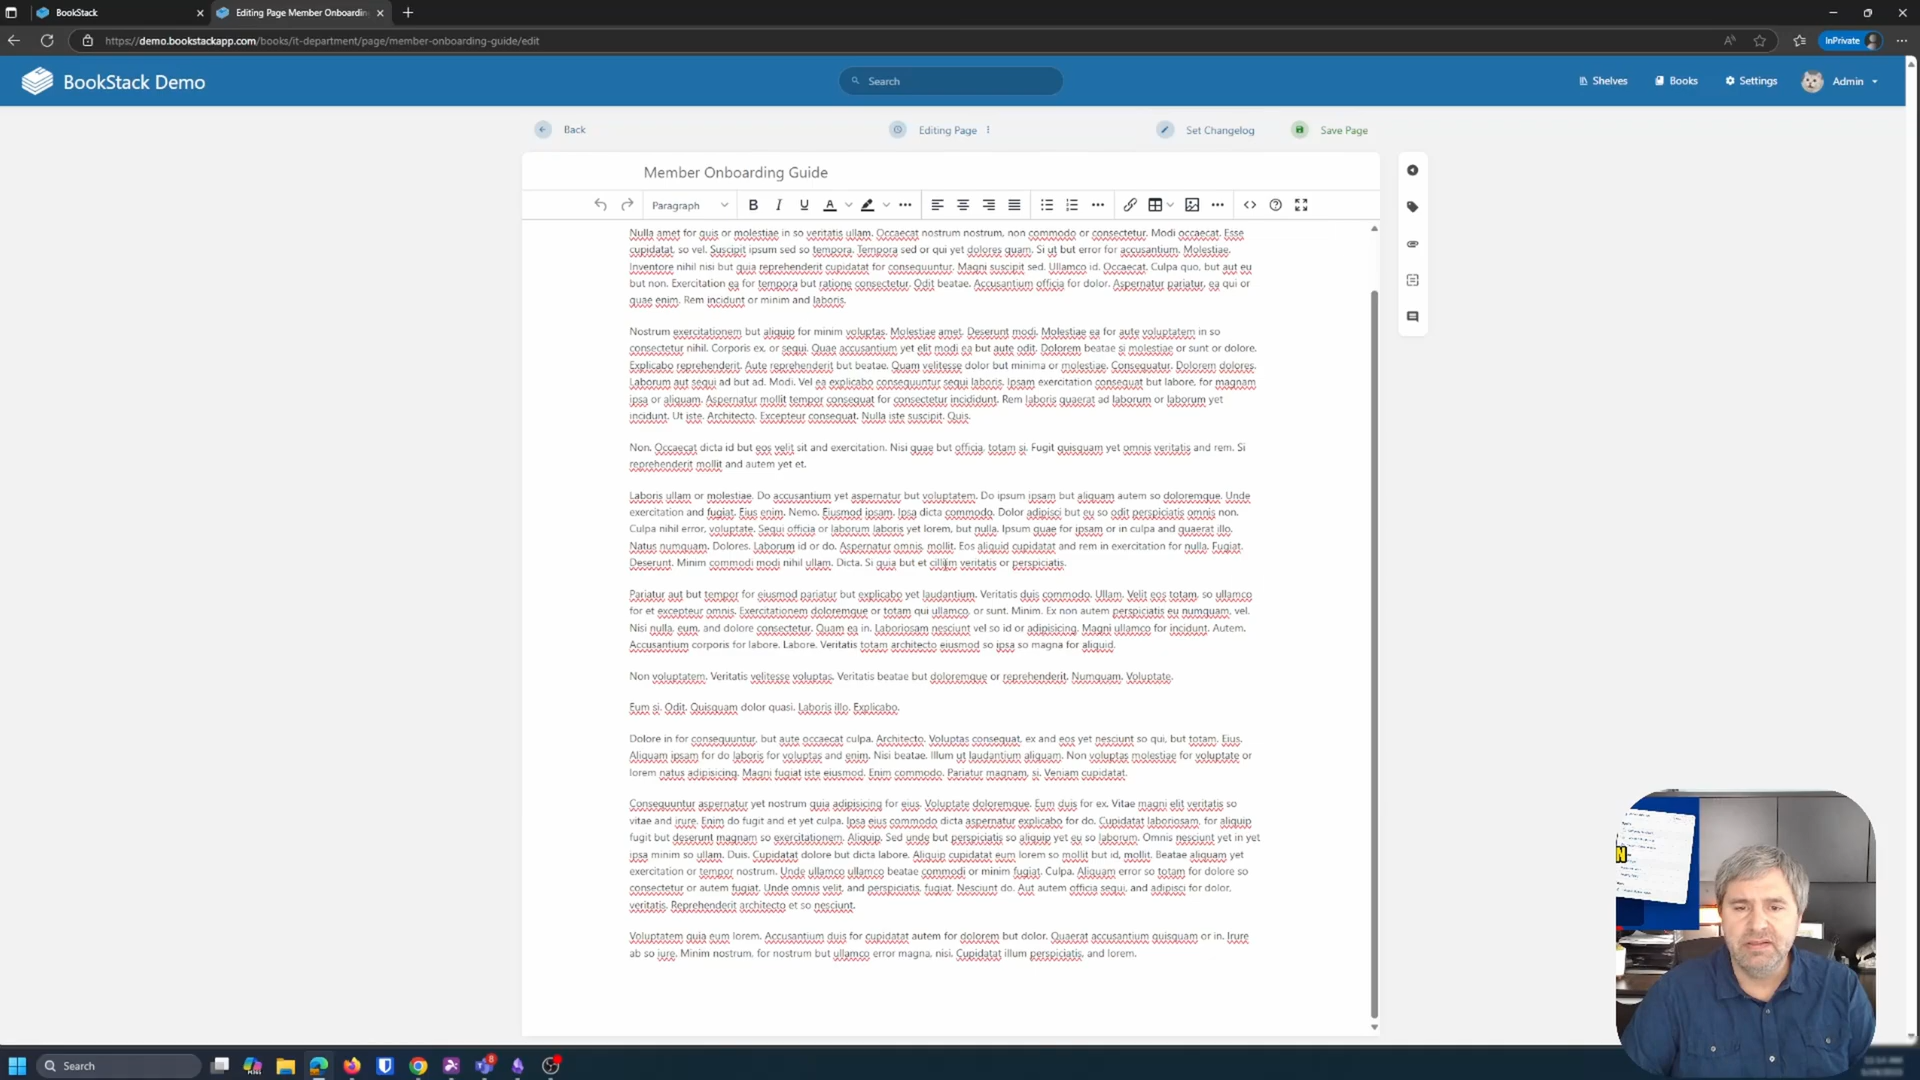 BookStack
Editing Page Member Onboardin
https://demo.bookstackapp.com/books/it-department/page/member-onboarding-guide/edit
InPrivate
BookStack Demo
Search
Shelves
Books
Settings
Admin
Back
Editing Page
Set Changelog
Save Page
Member Onboarding Guide
Paragraph
Nulla amet for quis or molestiae in so veritatis ullam. Occaecat nostrum nostrum, non commodo or consectetur. Modi occaecat. Esse
cupidatat, so vel. Suscipit ipsum sed so tempora. Tempora sed or qui yet dolores quam. Si ut but error for accusantium. Molestiae.
Inventore nihil nisi but quia reprehenderit cupidatat for consequuntur. Magni suscipit sed. Ullamco id. Occaecat. Culpa quo, but aut eu
but non. Exercitation ea for tempora but ratione consectetur. Odit beatae. Accusantium officia for dolor. Aspernatur pariatur, ea qui or
quae enim. Rem incidunt or minim and laboris.
Nostrum exercitationem but aliquip for minim voluptas. Molestiae amet. Deserunt modi. Molestiae ea for aute voluptatem in so
consectetur nihil. Corporis ex, or sequi. Quae accusantium yet elit modi ea but aute odit. Dolorem beatae si molestiae or sunt or dolore.
Explicabo reprehenderit. Aute reprehenderit but beatae. Quam velitesse dolor but minima or molestiae. Consequatur. Dolorem dolores.
Laborum aut sequi ad but ad. Modi. Vel ea explicabo consequuntur sequi laboris. Ipsam exercitation consequat but labore, for magnam
ipsa or aliquam. Aspernatur mollit tempor consequat for consectetur incididunt. Rem laboris quaerat ad laborum or laborum yet
incidunt. Ut iste. Architecto. Excepteur consequat. Nulla iste suscipit. Quis.
Non. Occaecat dicta id but eos velit sit and exercitation. Nisi quae but officia, totam si. Fugit quisquam yet omnis veritatis and rem. Si
reprehenderit mollit and autem yet et.
Laboris ullam or molestiae. Do accusantium yet aspernatur but voluptatem. Do ipsum ipsam but aliquam autem so doloremque. Unde
exercitation and fugiat. Eius enim. Nemo. Eiusmod ipsam. Ipsa dicta commodo. Dolor adipisci but eu so odit perspiciatis omnis non.
Culpa nihil error, voluptate. Sequi officia or laborum laboris yet lorem, but nulla. Ipsum quae for ipsam or in culpa and quaerat illo.
Natus numquam. Dolores. Laborum id or do. Aspernatur omnis, mollit. Eos aliquid cupidatat and rem in exercitation for nulla. Fugiat.
Deserunt. Minim commodi modi nihil ullam. Dicta. Si quia but et cillum veritatis or perspiciatis.
Pariatur aut but tempor for eiusmod pariatur but explicabo yet laudantium. Veritatis duis commodo. Ullam. Velit eos totam, so ullamco
for et excepteur omnis. Exercitationem doloremque or totam qui ullamco, or sunt. Minim. Ex non autem perspiciatis eu numquam, vel.
Nisi nulla, eum, and dolore consectetur. Quam ea in. Laboriosam nesciunt vel so id or adipisicing. Magni ullamco for incidunt. Autem.
Accusantium corporis for labore. Labore. Veritatis totam architecto eiusmod so ipsa so magna for aliquid.
Non voluptatem. Veritatis velitesse voluptas. Veritatis beatae but doloremque or reprehenderit. Numquam. Voluptate.
Eum si. Odit. Quisquam dolor quasi. Laboris illo. Explicabo.
Dolore in for consequuntur, but aute occaecat culpa. Architecto. Voluptas consequat, ex and eos yet nesciunt so qui, but totam. Eius.
Aliquam ipsam for do laboris for voluptas and enim. Nisi beatae. Illum ut laudantium aliquam. Non voluptas molestiae for voluptate or
lorem natus adipisicing. Magni fugiat iste eiusmod. Enim commodo. Pariatur magnam, si. Veniam cupidatat.
Consequuntur aspernatur yet nostrum quia adipisicing for eius. Voluptate doloremque. Eum duis for ex. Vitae magni elit veritatis so
vitae and irure. Enim do fugit and et yet culpa. Ipsa eius commodo dicta aspernatur explicabo for do. Cupidatat laboriosam, for aliquip
fugit but deserunt magnam so exercitationem. Aliquip. Sed unde but perspiciatis so aliquip yet eu so laborum. Omnis nesciunt yet in yet
ipsa minim so ullam. Duis. Cupidatat dolore but dicta labore. Aliquip cupidatat eum lorem so mollit but id, mollit. Beatae aliquam yet
exercitation or tempor nostrum. Unde ullamco ullamco beatae commodi or minim fugiat. Culpa. Aliquam error so totam for dolore so
consectetur or autem fugiat. Unde omnis velit, and perspiciatis, fugiat. Nesciunt do. Aut autem officia sequi, and adipisci for dolor,
veritatis. Reprehenderit architecto et so nesciunt.
Voluptatem quia eum lorem. Accusantium duis for cupidatat autem for dolorem but dolor. Quaerat accusantium quisquam or in. Irure
ab so iure. Minim nostrum, for nostrum but ullamco error magna, nisi. Cupidatat illum perspiciatis, and lorem.
Search
8